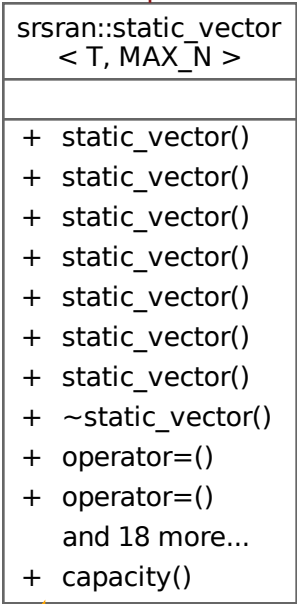 srsran::static_vector
< T, MAX_N >
+ static_vector()
+ static_vector()
+ static_vector()
+ static_vector()
+ static_vector()
+ static_vector()
+ static_vector()
+ ~static_vector()
+ operator=()
+ operator=()
and 18 more...
+ capacity()